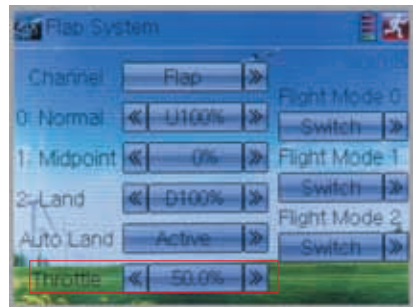 Flap System
Channel Flap
Flight Mode 0
0: Normal U100% Switch
1: Midpoint 0% Flight Mode 1
Switch
2: Land D100%
Flight Mode 2
Auto Land Active Switch
Throttle 50.0%